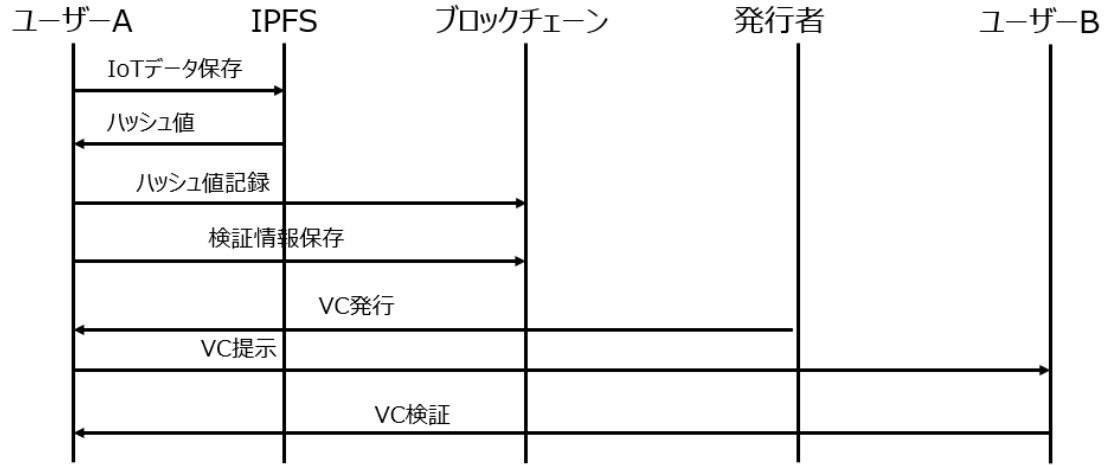 ユーザーA
IPFS
ブロックチェーン
発行者
ユーザーB
IoTデータ保存
ハッシュ値
ハッシュ値記録
検証情報保存
VC発行
VC提示
VC検証